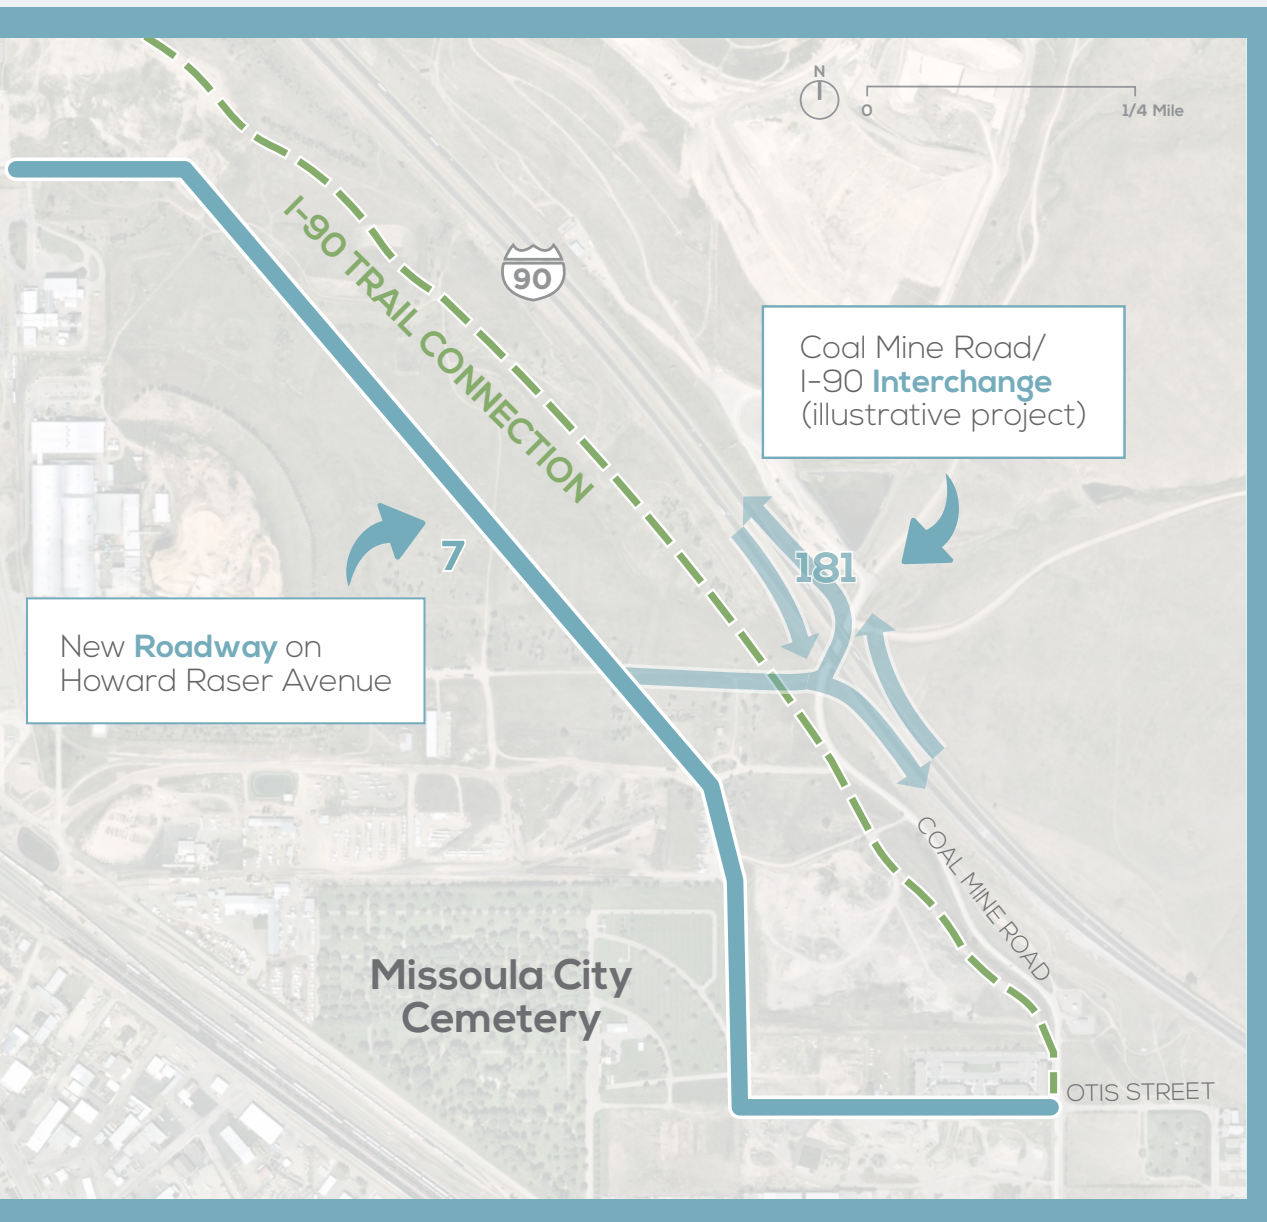 N
0
1/4 Mile
I-90 TRAIL CONNECTION
90
Coal Mine Road/
I-90 Interchange
(illustrative project)
181
7
New Roadway on
Howard Raser Avenue
COAL MINE ROAD
Missoula City
Cemetery
OTIS STREET